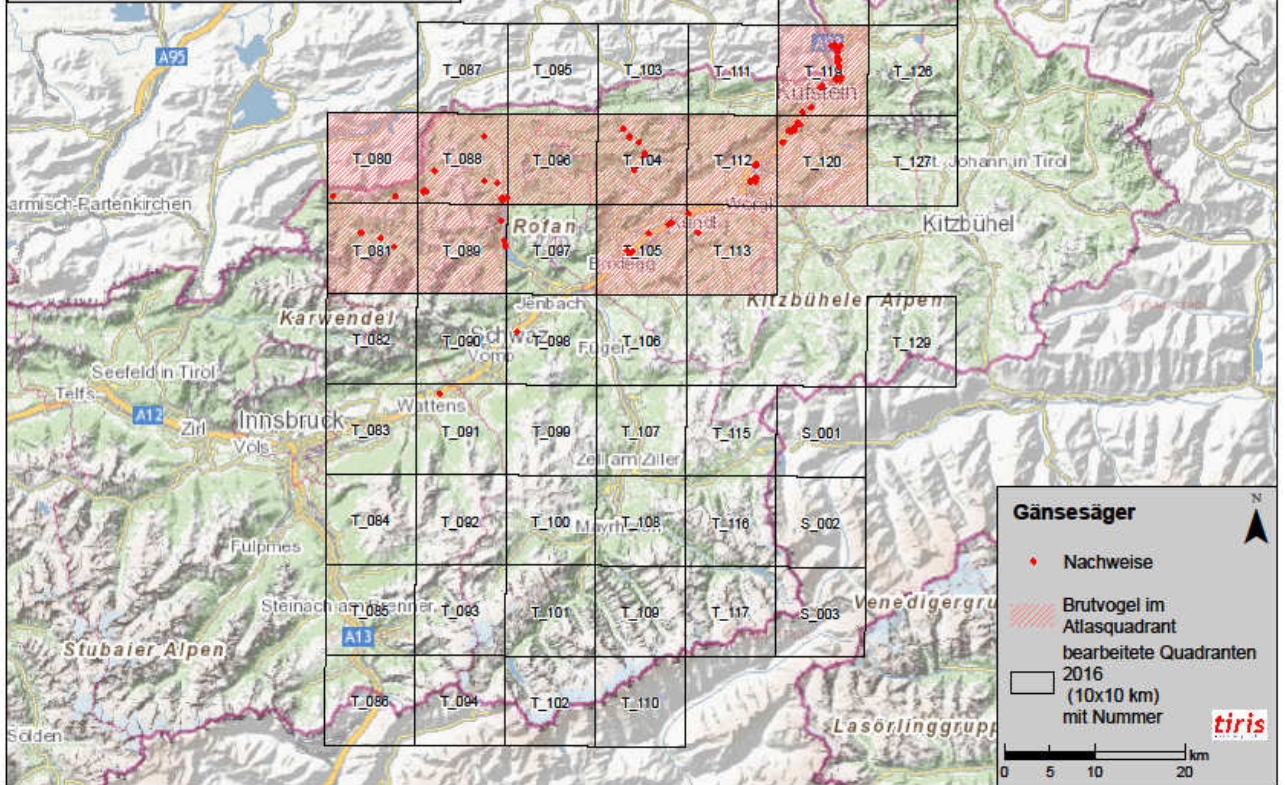 A95
T_087
T_095
T_103
T_111
T_119
T_126
Kufstein
T_080
T_088
T_096
T_104
T_112
T_120
T_127
t. Johann in Tirol
armisch-Partenkirchen
Wörgl
Kitzbühel
Rofan
Kundl
T_081
T_089
T_097
T_105
T_113
Brixlegg
Jenbach
Kitzbüheler Alpen
Karwendel
Schwaz
T_082
T_090
T_098
T_106
T_129
Vomp
Fügen
Seefeld in Tirol
Telfs
A12
Wattens
Innsbruck
Zirl
Völs
T_083
T_091
T_099
T_107
T_115
S_001
Zell am Ziller
T_084
T_092
T_100
T_108
T_116
S_002
Fulpmes
Steinach am Brenner
T_085
T_093
T_101
T_109
T_117
S_003
Venedigergru
A13
Stubaier Alpen
T_086
T_094
T_102
T_110
Sölden
Lasörlinggrupp
Gänsesäger
N
Nachweise
Brutvogel im
Atlasquadrant
bearbeitete Quadranten
2016
(10x10 km)
mit Nummer
tiris
km
0 5 10 20